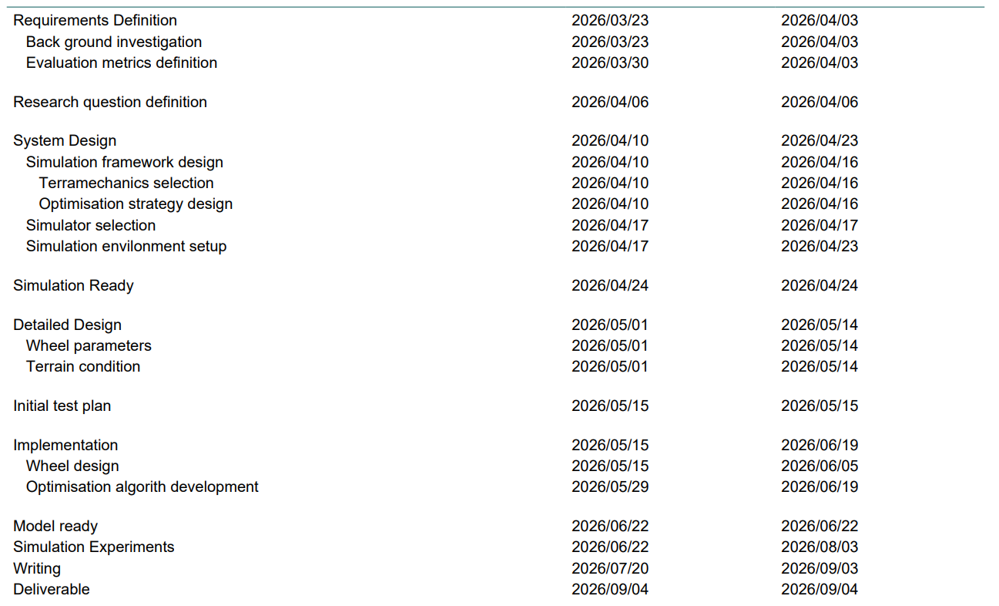 Requirements Definition 2026/03/23 2026/04/03
Back ground investigation 2026/03/23 2026/04/03
Evaluation metrics definition 2026/03/30 2026/04/03
Research question definition 2026/04/06 2026/04/06
System Design 2026/04/10 2026/04/23
Simulation framework design 2026/04/10 2026/04/16
Terramechanics selection 2026/04/10 2026/04/16
Optimisation strategy design 2026/04/10 2026/04/16
Simulator selection 2026/04/17 2026/04/17
Simulation envilonment setup 2026/04/17 2026/04/23
Simulation Ready 2026/04/24 2026/04/24
Detailed Design 2026/05/01 2026/05/14
Wheel parameters 2026/05/01 2026/05/14
Terrain condition 2026/05/01 2026/05/14
Initial test plan 2026/05/15 2026/05/15
Implementation 2026/05/15 2026/06/19
Wheel design 2026/05/15 2026/06/05
Optimisation algorith development 2026/05/29 2026/06/19
Model ready 2026/06/22 2026/06/22
Simulation Experiments 2026/06/22 2026/08/03
Writing 2026/07/20 2026/09/03
Deliverable 2026/09/04 2026/09/04